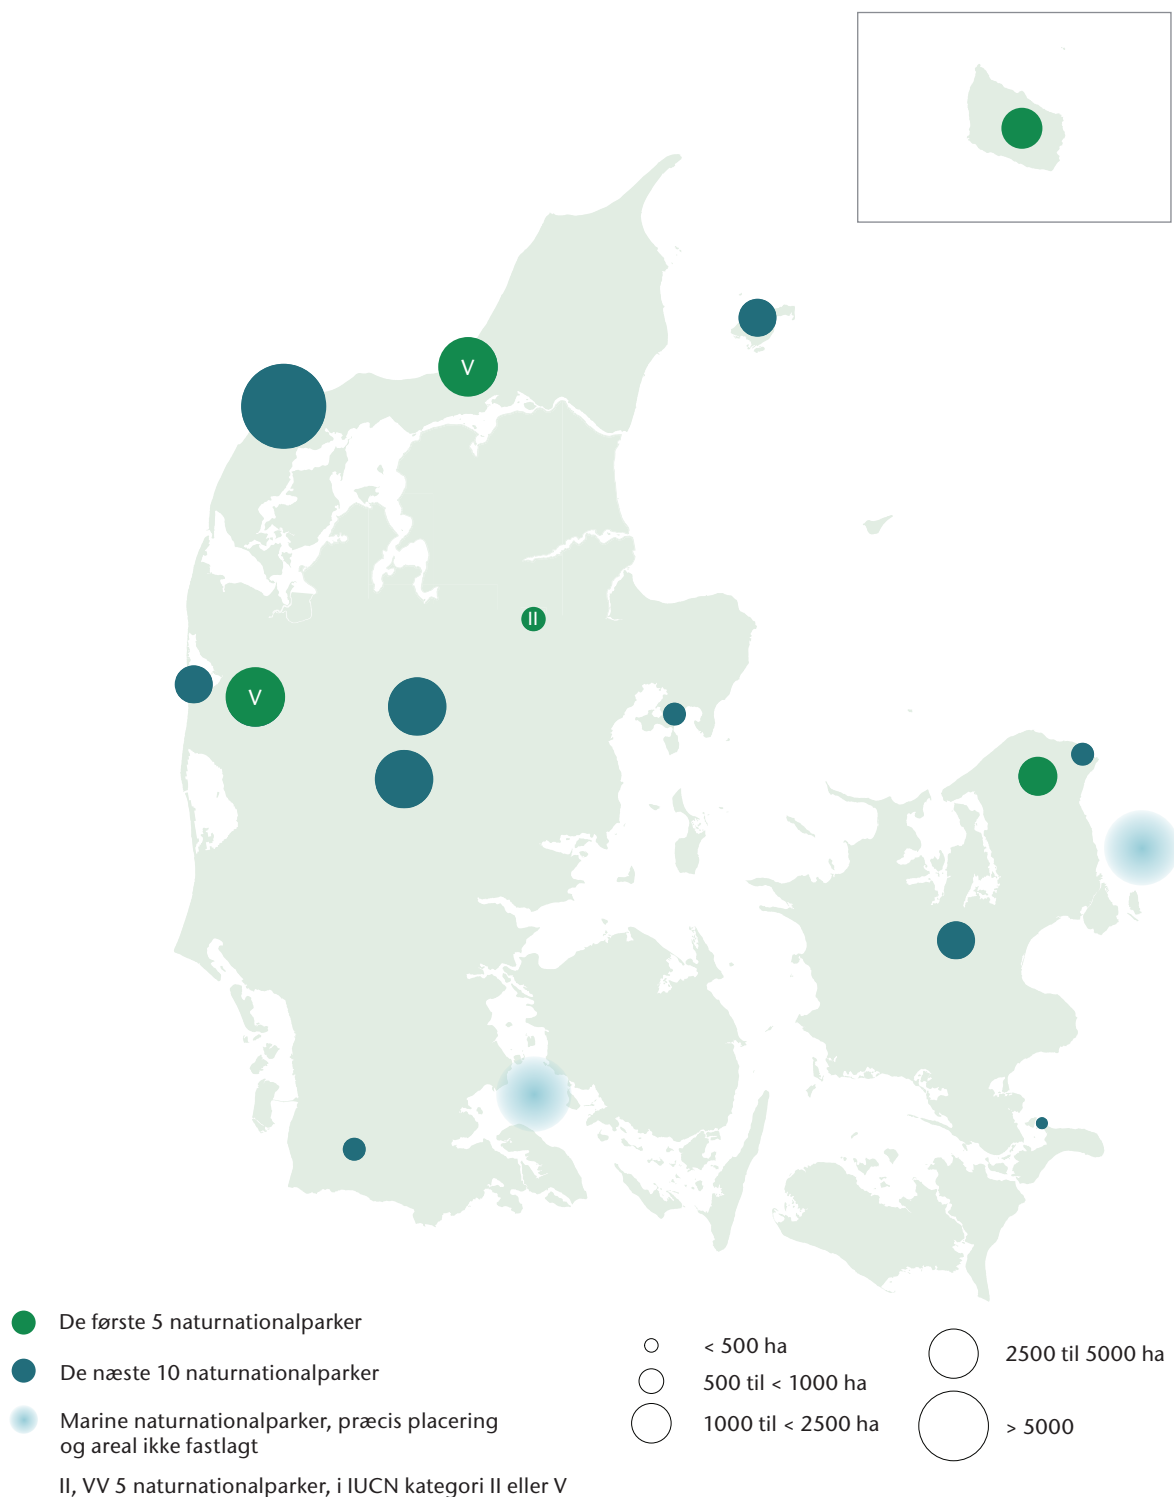 V
II
V
De første 5 naturnationalparker
De næste 10 naturnationalparker
Marine naturnationalparker, præcis placering
og areal ikke fastlagt
II, VV 5 naturnationalparker, i IUCN kategori II eller V
< 500 ha
500 til < 1000 ha
1000 til < 2500 ha
2500 til 5000 ha
> 5000